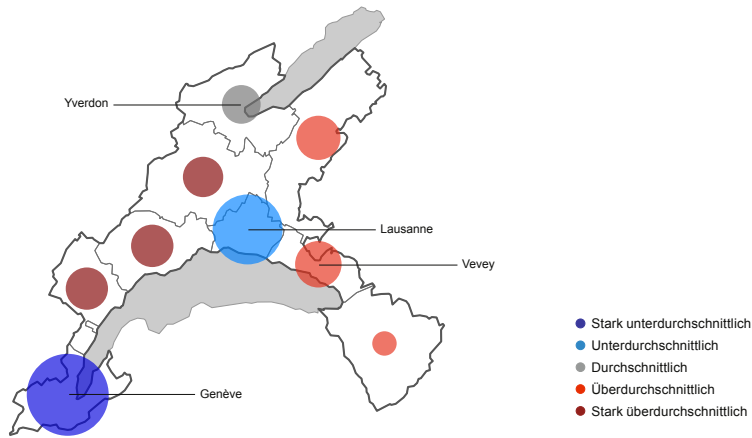 Yverdon
Lausanne
Vevey
Genève
Stark unterdurchschnittlich
Unterdurchschnittlich
Durchschnittlich
Überdurchschnittlich
Stark überdurchschnittlich